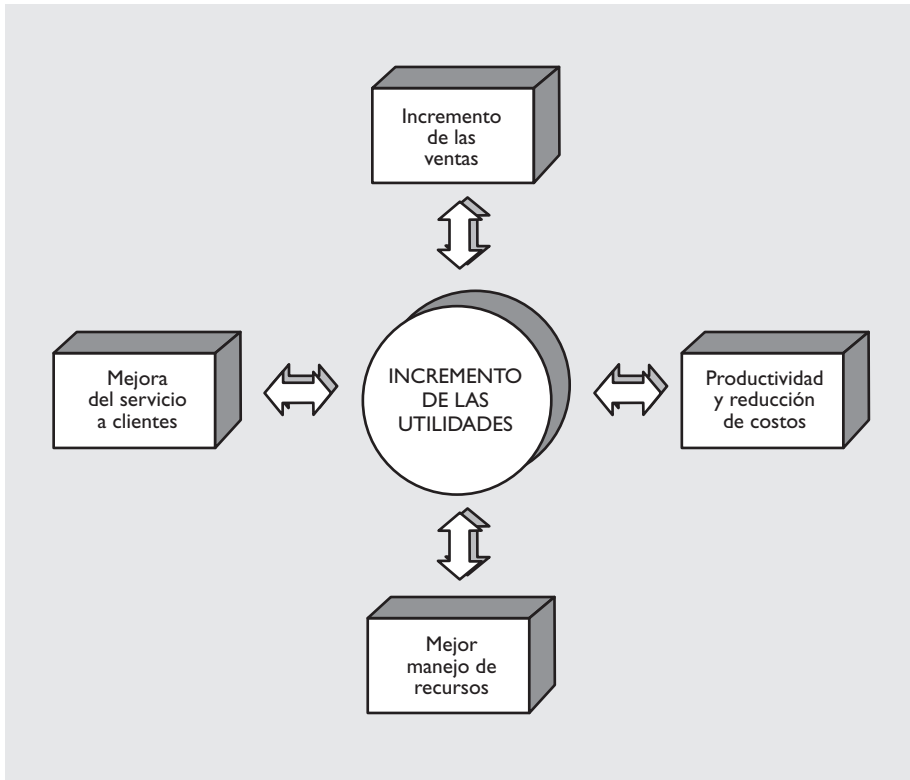 Incremento
de las
ventas
Mejora
del servicio
a clientes
INCREMENTO
DE LAS
UTILIDADES
Productividad
y reducción
de costos
Mejor
manejo de
recursos